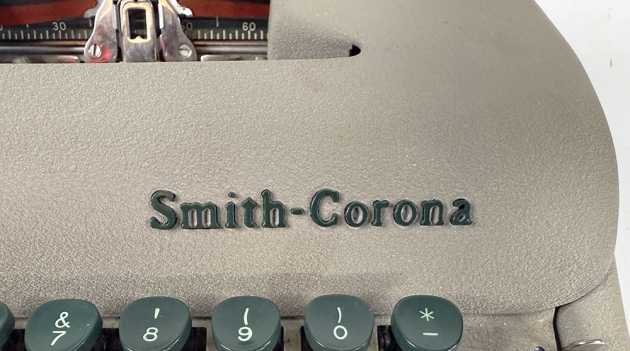 30 60
Smith-Corona
& ' ( ) *
7 8 9 0 -